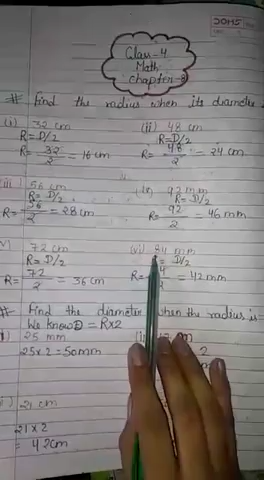 DOMS
Class-4
Math
Chapter-8
# Find the radius when its diameter
(i) 32 cm (ii) 48 cm
R = D/2 R = D/2
R = 32/2 = 16 cm R = 48/2 = 24 cm
56 cm (iv) 92 mm
R = D/2 R = D/2
R = 56/2 = 28 cm R = 92/2 = 46 mm
72 cm (vi) 84 mm
R = D/2 = D/2
R = 72/2 = 36 cm R = = 42 mm
# Find the diameter when the radius is
We know D = R×2
25 mm
25×2 = 50 mm 2
21 cm
21×2
= 42 cm